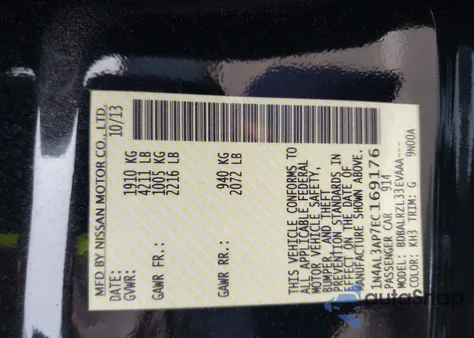 MFD BY NISSAN MOTOR CO., LTD.
DATE: 10/13
GVWR: 1910 KG
4211 LB
GAWR FR.: 1005 KG
2216 LB
GAWR RR.: 940 KG
2072 LB
THIS VEHICLE CONFORMS TO
ALL APPLICABLE FEDERAL
MOTOR VEHICLE SAFETY,
BUMPER, AND THEFT
PREVENTION STANDARDS IN
EFFECT ON THE DATE OF
MANUFACTURE SHOWN ABOVE.
1N4AL3AP7EC169176
PASSENGER CAR 914
MODEL: BDBALRZL33EVAAA---
COLOR: KH3 TRIM: G 9N00A
autoShop